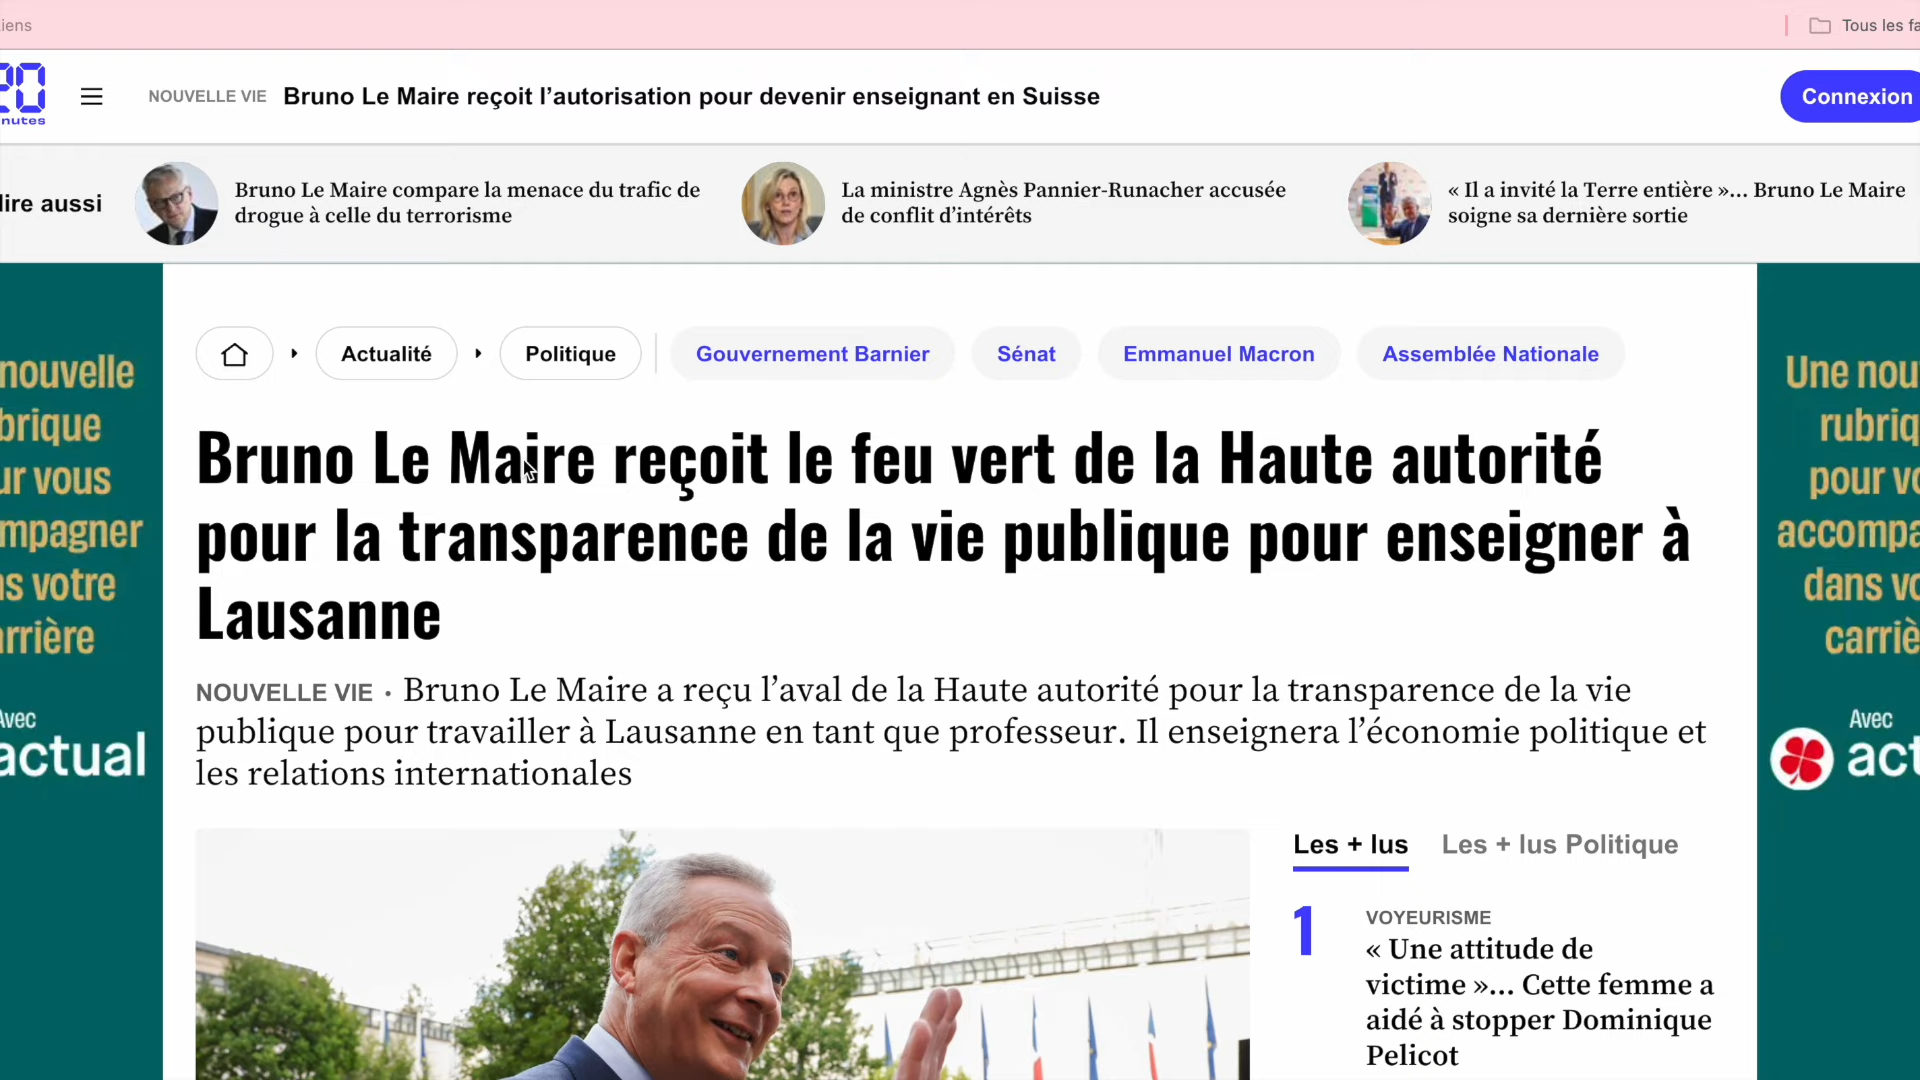 iens
Tous les fa
20
nutes
NOUVELLE VIE Bruno Le Maire reçoit l’autorisation pour devenir enseignant en Suisse
Connexion
lire aussi
Bruno Le Maire compare la menace du trafic de
drogue à celle du terrorisme
La ministre Agnès Pannier-Runacher accusée
de conflit d’intérêts
« Il a invité la Terre entière »... Bruno Le Maire
soigne sa dernière sortie
Actualité
Politique
Gouvernement Barnier
Sénat
Emmanuel Macron
Assemblée Nationale
nouvelle
brique
ur vous
mpagner
ns votre
arrière
Avec
actual
Bruno Le Maire reçoit le feu vert de la Haute autorité
pour la transparence de la vie publique pour enseigner à
Lausanne
NOUVELLE VIE • Bruno Le Maire a reçu l’aval de la Haute autorité pour la transparence de la vie
publique pour travailler à Lausanne en tant que professeur. Il enseignera l’économie politique et
les relations internationales
Les + lus
Les + lus Politique
1
VOYEURISME
« Une attitude de
victime »... Cette femme a
aidé à stopper Dominique
Pelicot
Une nou
rubriq
pour vo
accompa
dans vo
carriè
Avec
act